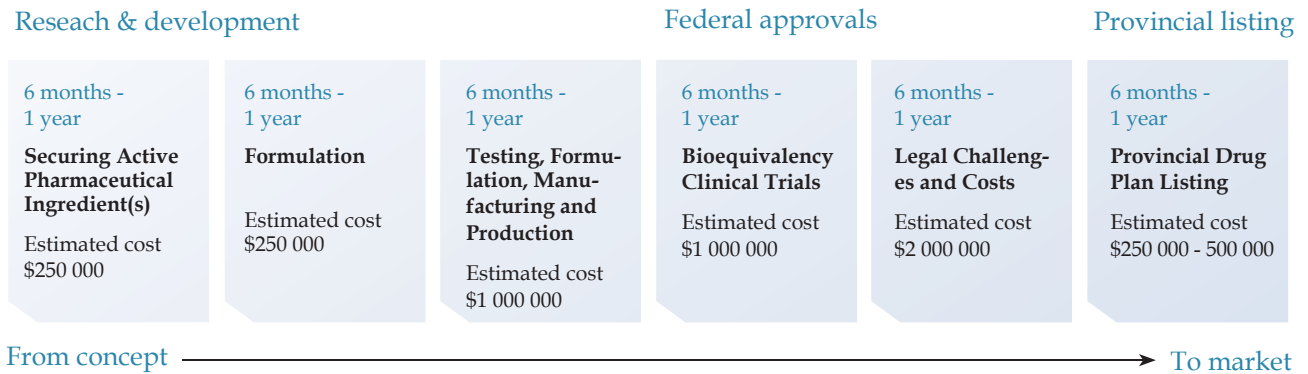 Reseach & development
Federal approvals
Provincial listing
6 months -
1 year
Securing Active
Pharmaceutical
Ingredient(s)
Estimated cost
$250 000
6 months -
1 year
Formulation
Estimated cost
$250 000
6 months -
1 year
Testing, Formu-
lation, Manu-
facturing and
Production
Estimated cost
$1 000 000
6 months -
1 year
Bioequivalency
Clinical Trials
Estimated cost
$1 000 000
6 months -
1 year
Legal Challeng-
es and Costs
Estimated cost
$2 000 000
6 months -
1 year
Provincial Drug
Plan Listing
Estimated cost
$250 000 - 500 000
From concept
To market